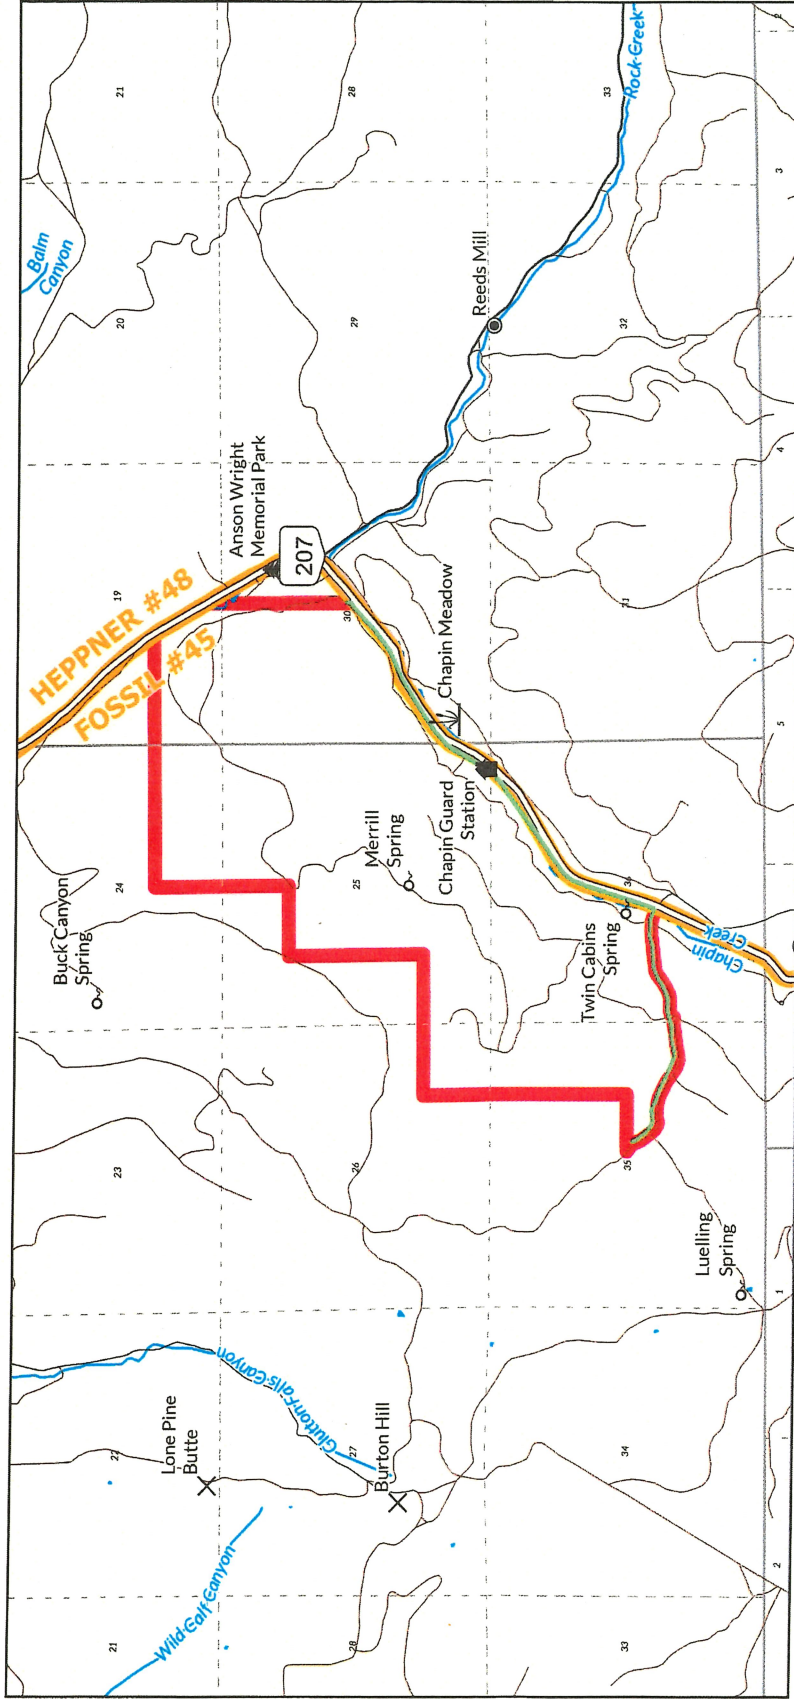 Balm
Canyon
HEPPNER #48
FOSSIL #45
Buck Canyon
Spring
21
22
23
24
19
20
21
Lone Pine
Butte
Wild Calf Canyon
Glutton Falls Canyon
Anson Wright
Memorial Park
207
28
27
26
25
30
29
28
Burton Hill
Merrill
Spring
Chapin Meadow
Chapin Guard
Station
Reeds Mill
Twin Cabins
Spring
33
34
35
36
31
32
33
Rock Creek
Luelling
Spring
Chapin
Creek
2
1
6
5
4
3
2